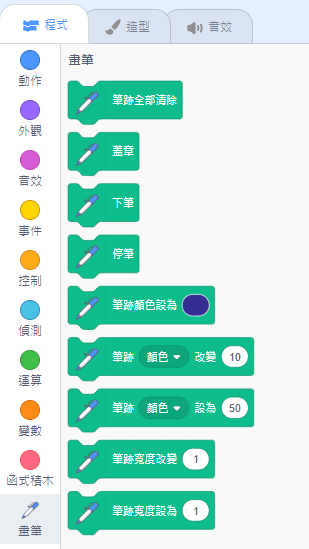 程式 造型 音效
畫筆
動作
外觀
音效
事件
控制
偵測
運算
變數
函式積木
畫筆
筆跡全部清除
蓋章
下筆
停筆
筆跡顏色設為
筆跡 顏色 改變 10
筆跡 顏色 設為 50
筆跡寬度改變 1
筆跡寬度設為 1